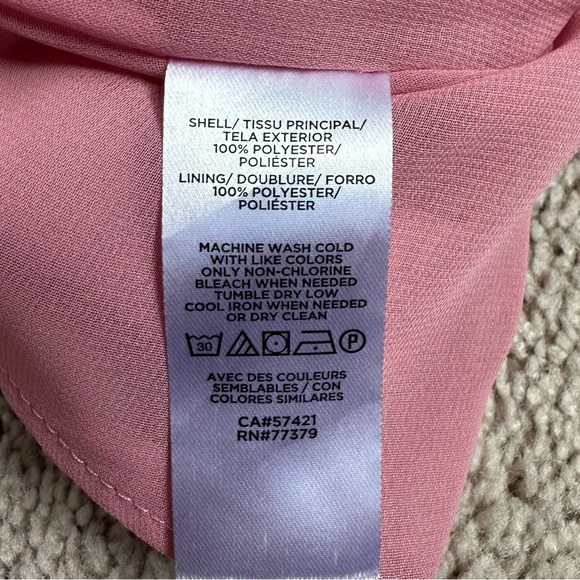 SHELL/ TISSU PRINCIPAL/
TELA EXTERIOR
100% POLYESTER/
POLIÉSTER
LINING/ DOUBLURE/ FORRO
100% POLYESTER/
POLIÉSTER
MACHINE WASH COLD
WITH LIKE COLORS
ONLY NON-CHLORINE
BLEACH WHEN NEEDED
TUMBLE DRY LOW
COOL IRON WHEN NEEDED
OR DRY CLEAN
30 P
AVEC DES COULEURS
SEMBLABLES / CON
COLORES SIMILARES
CA#57421
RN#77379